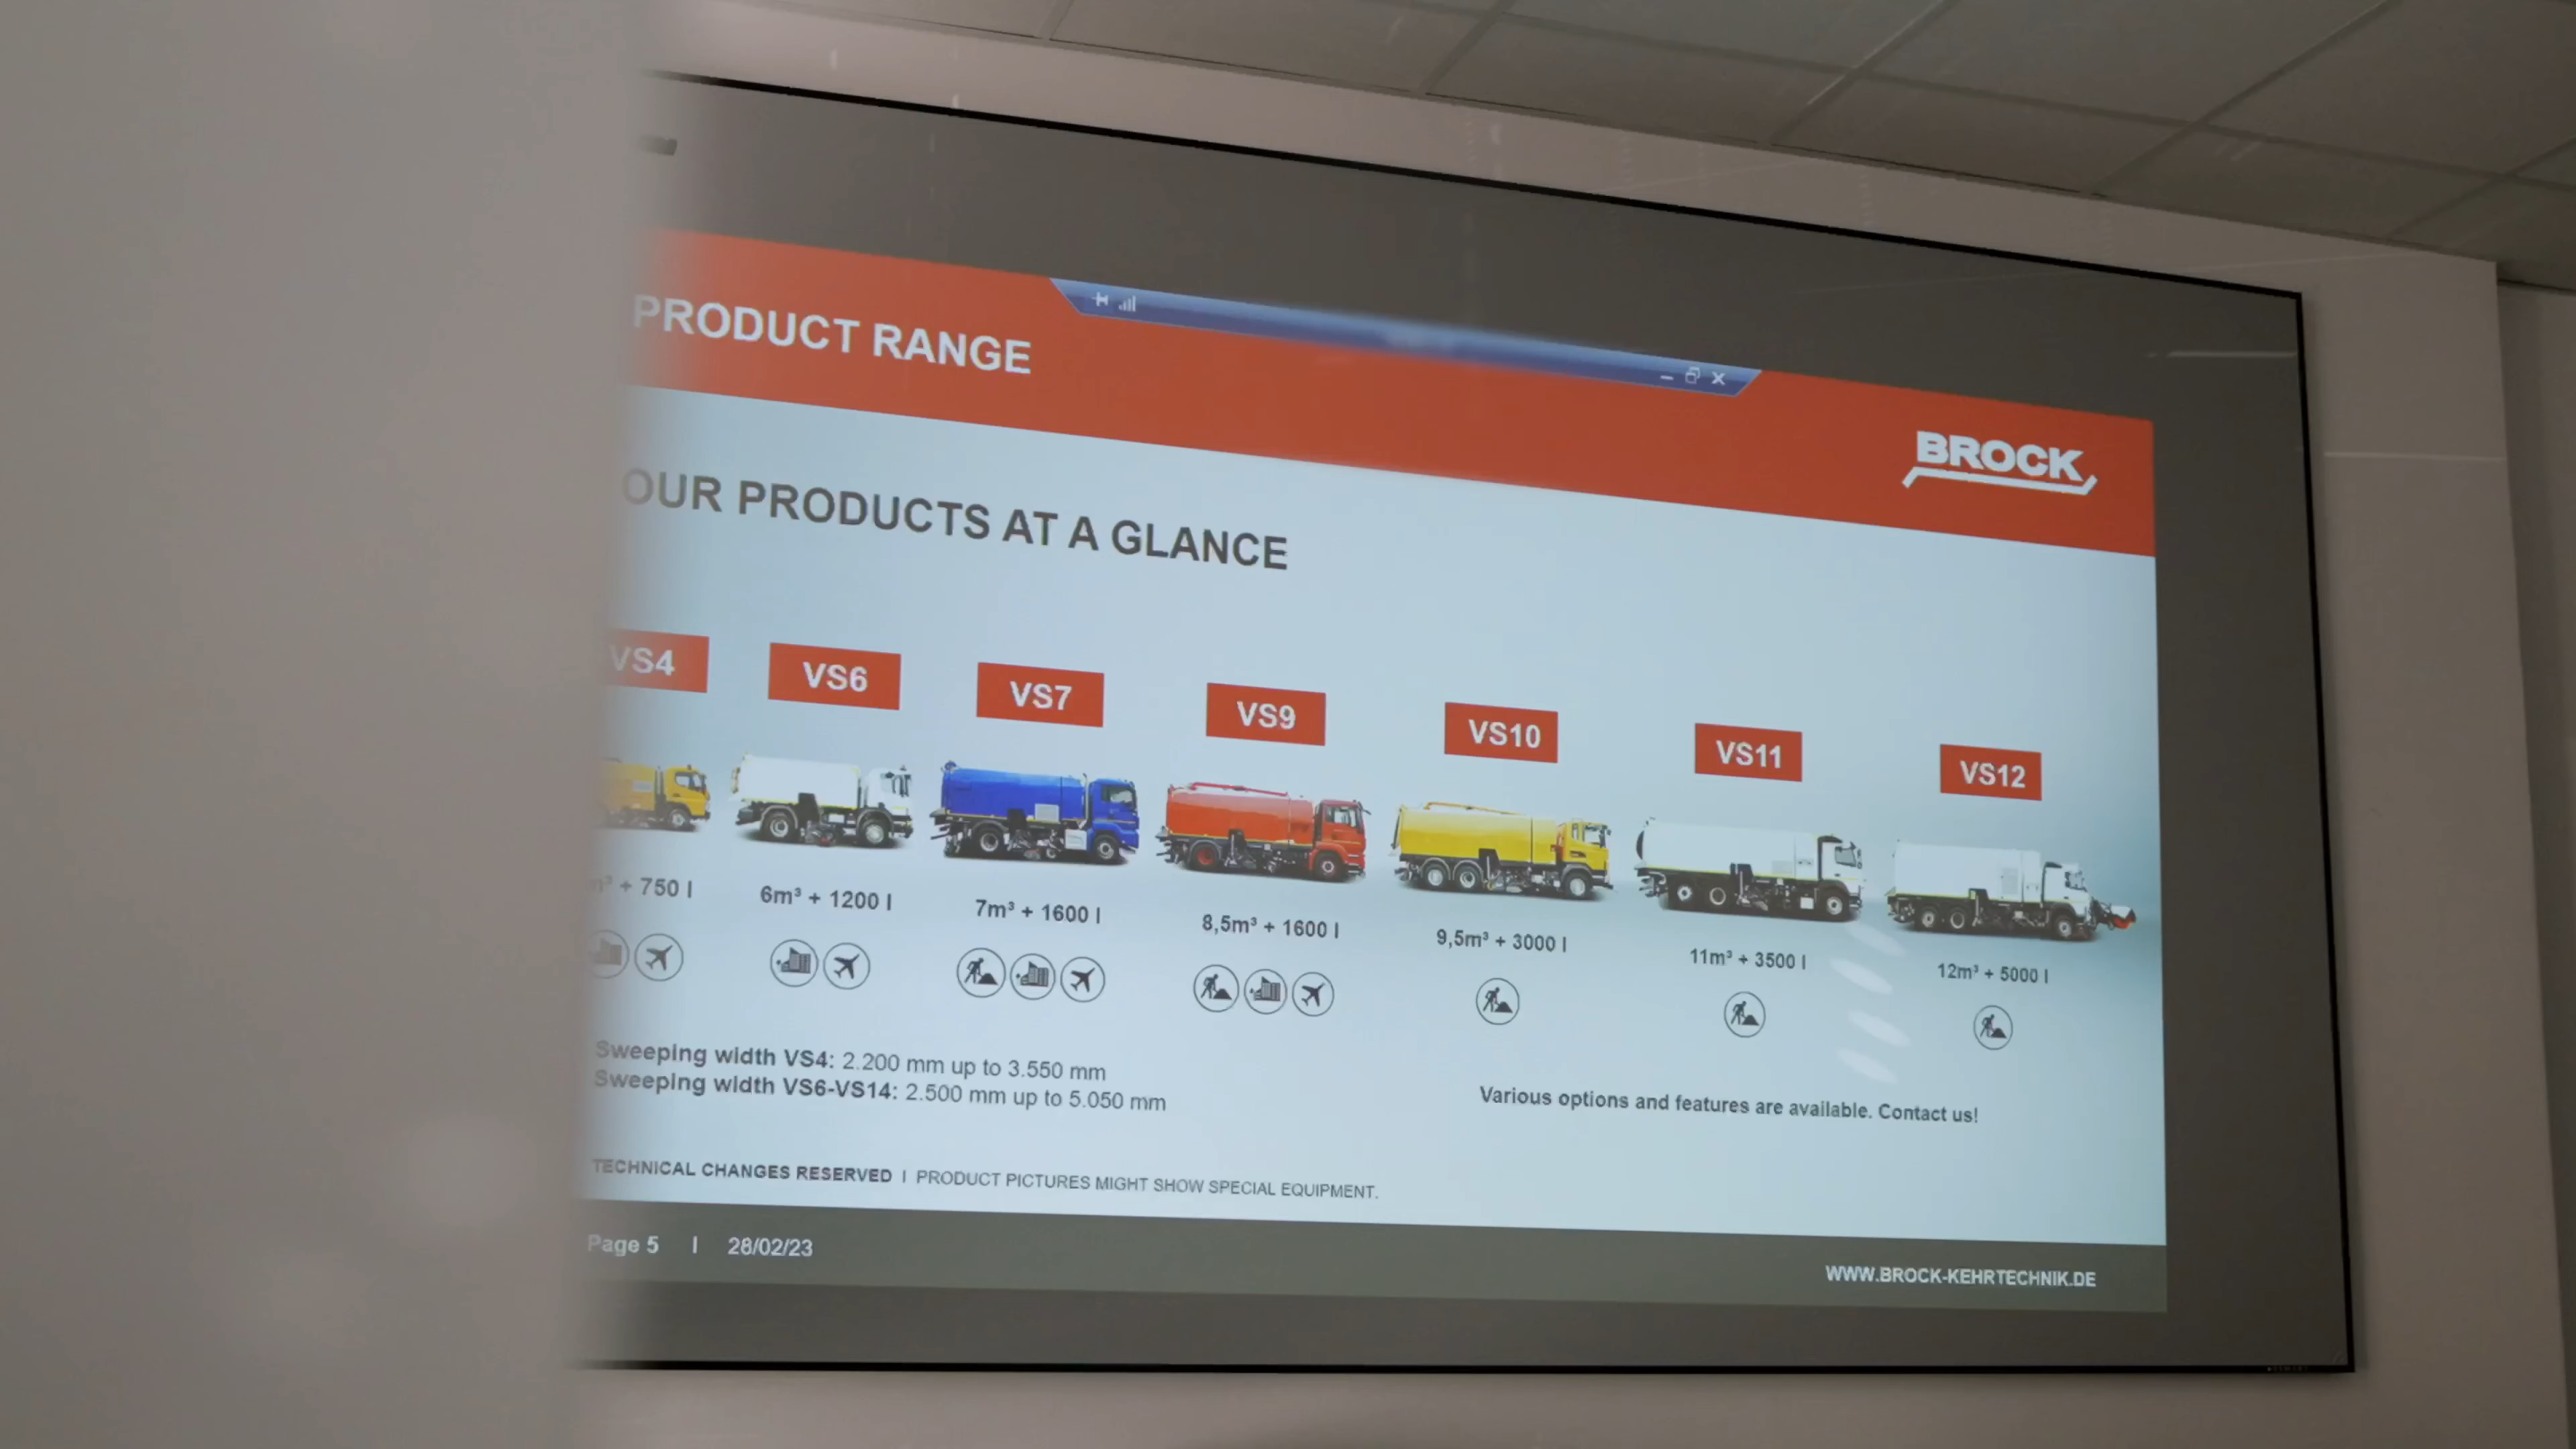 PRODUCT RANGE
BROCK
OUR PRODUCTS AT A GLANCE
VS4 VS6 VS7 VS9 VS10 VS11 VS12
m³ + 750 l 6m³ + 1200 l 7m³ + 1600 l 8,5m³ + 1600 l 9,5m³ + 3000 l 11m³ + 3500 l 12m³ + 5000 l
Sweeping width VS4: 2.200 mm up to 3.550 mm
Sweeping width VS6-VS14: 2.500 mm up to 5.050 mm
Various options and features are available. Contact us!
TECHNICAL CHANGES RESERVED I PRODUCT PICTURES MIGHT SHOW SPECIAL EQUIPMENT.
Page 5 I 28/02/23
WWW.BROCK-KEHRTECHNIK.DE